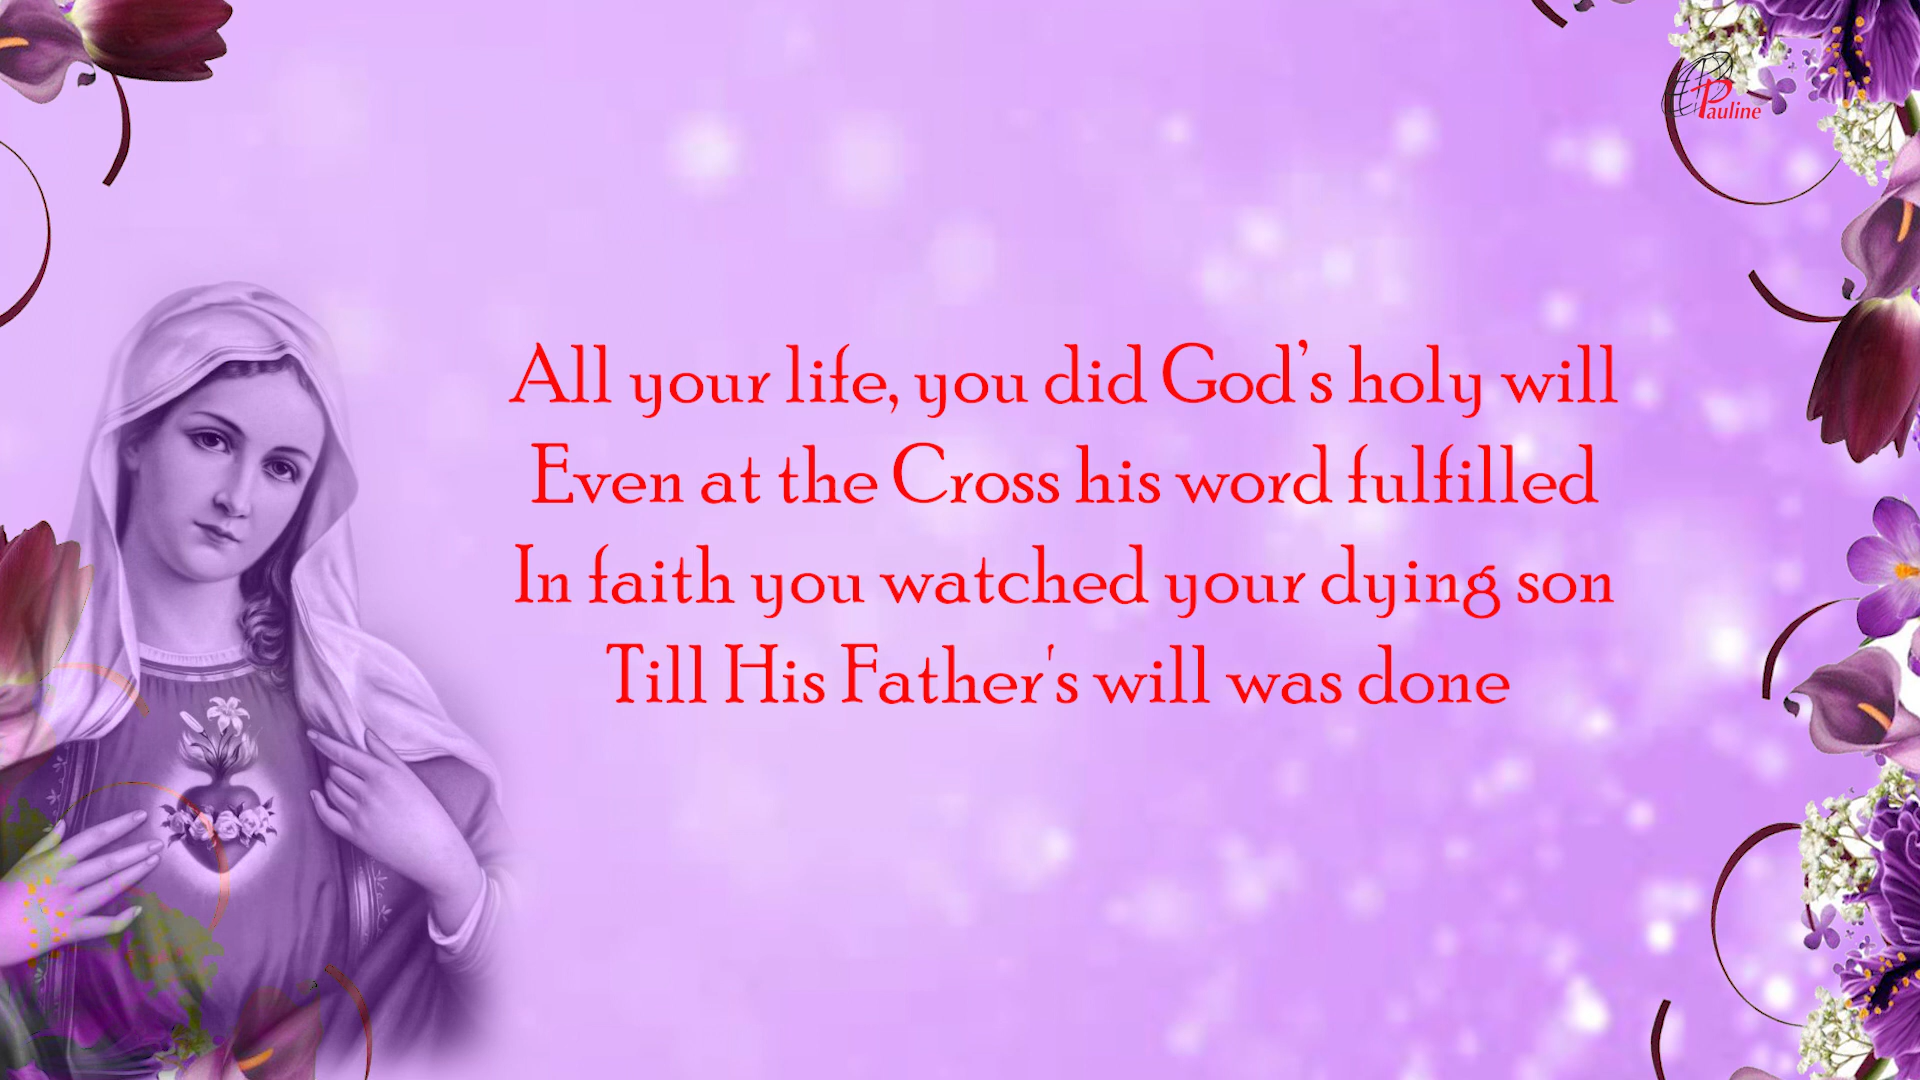 Pauline
All your life, you did God’s holy will
Even at the Cross his word fulfilled
In faith you watched your dying son
Till His Father's will was done